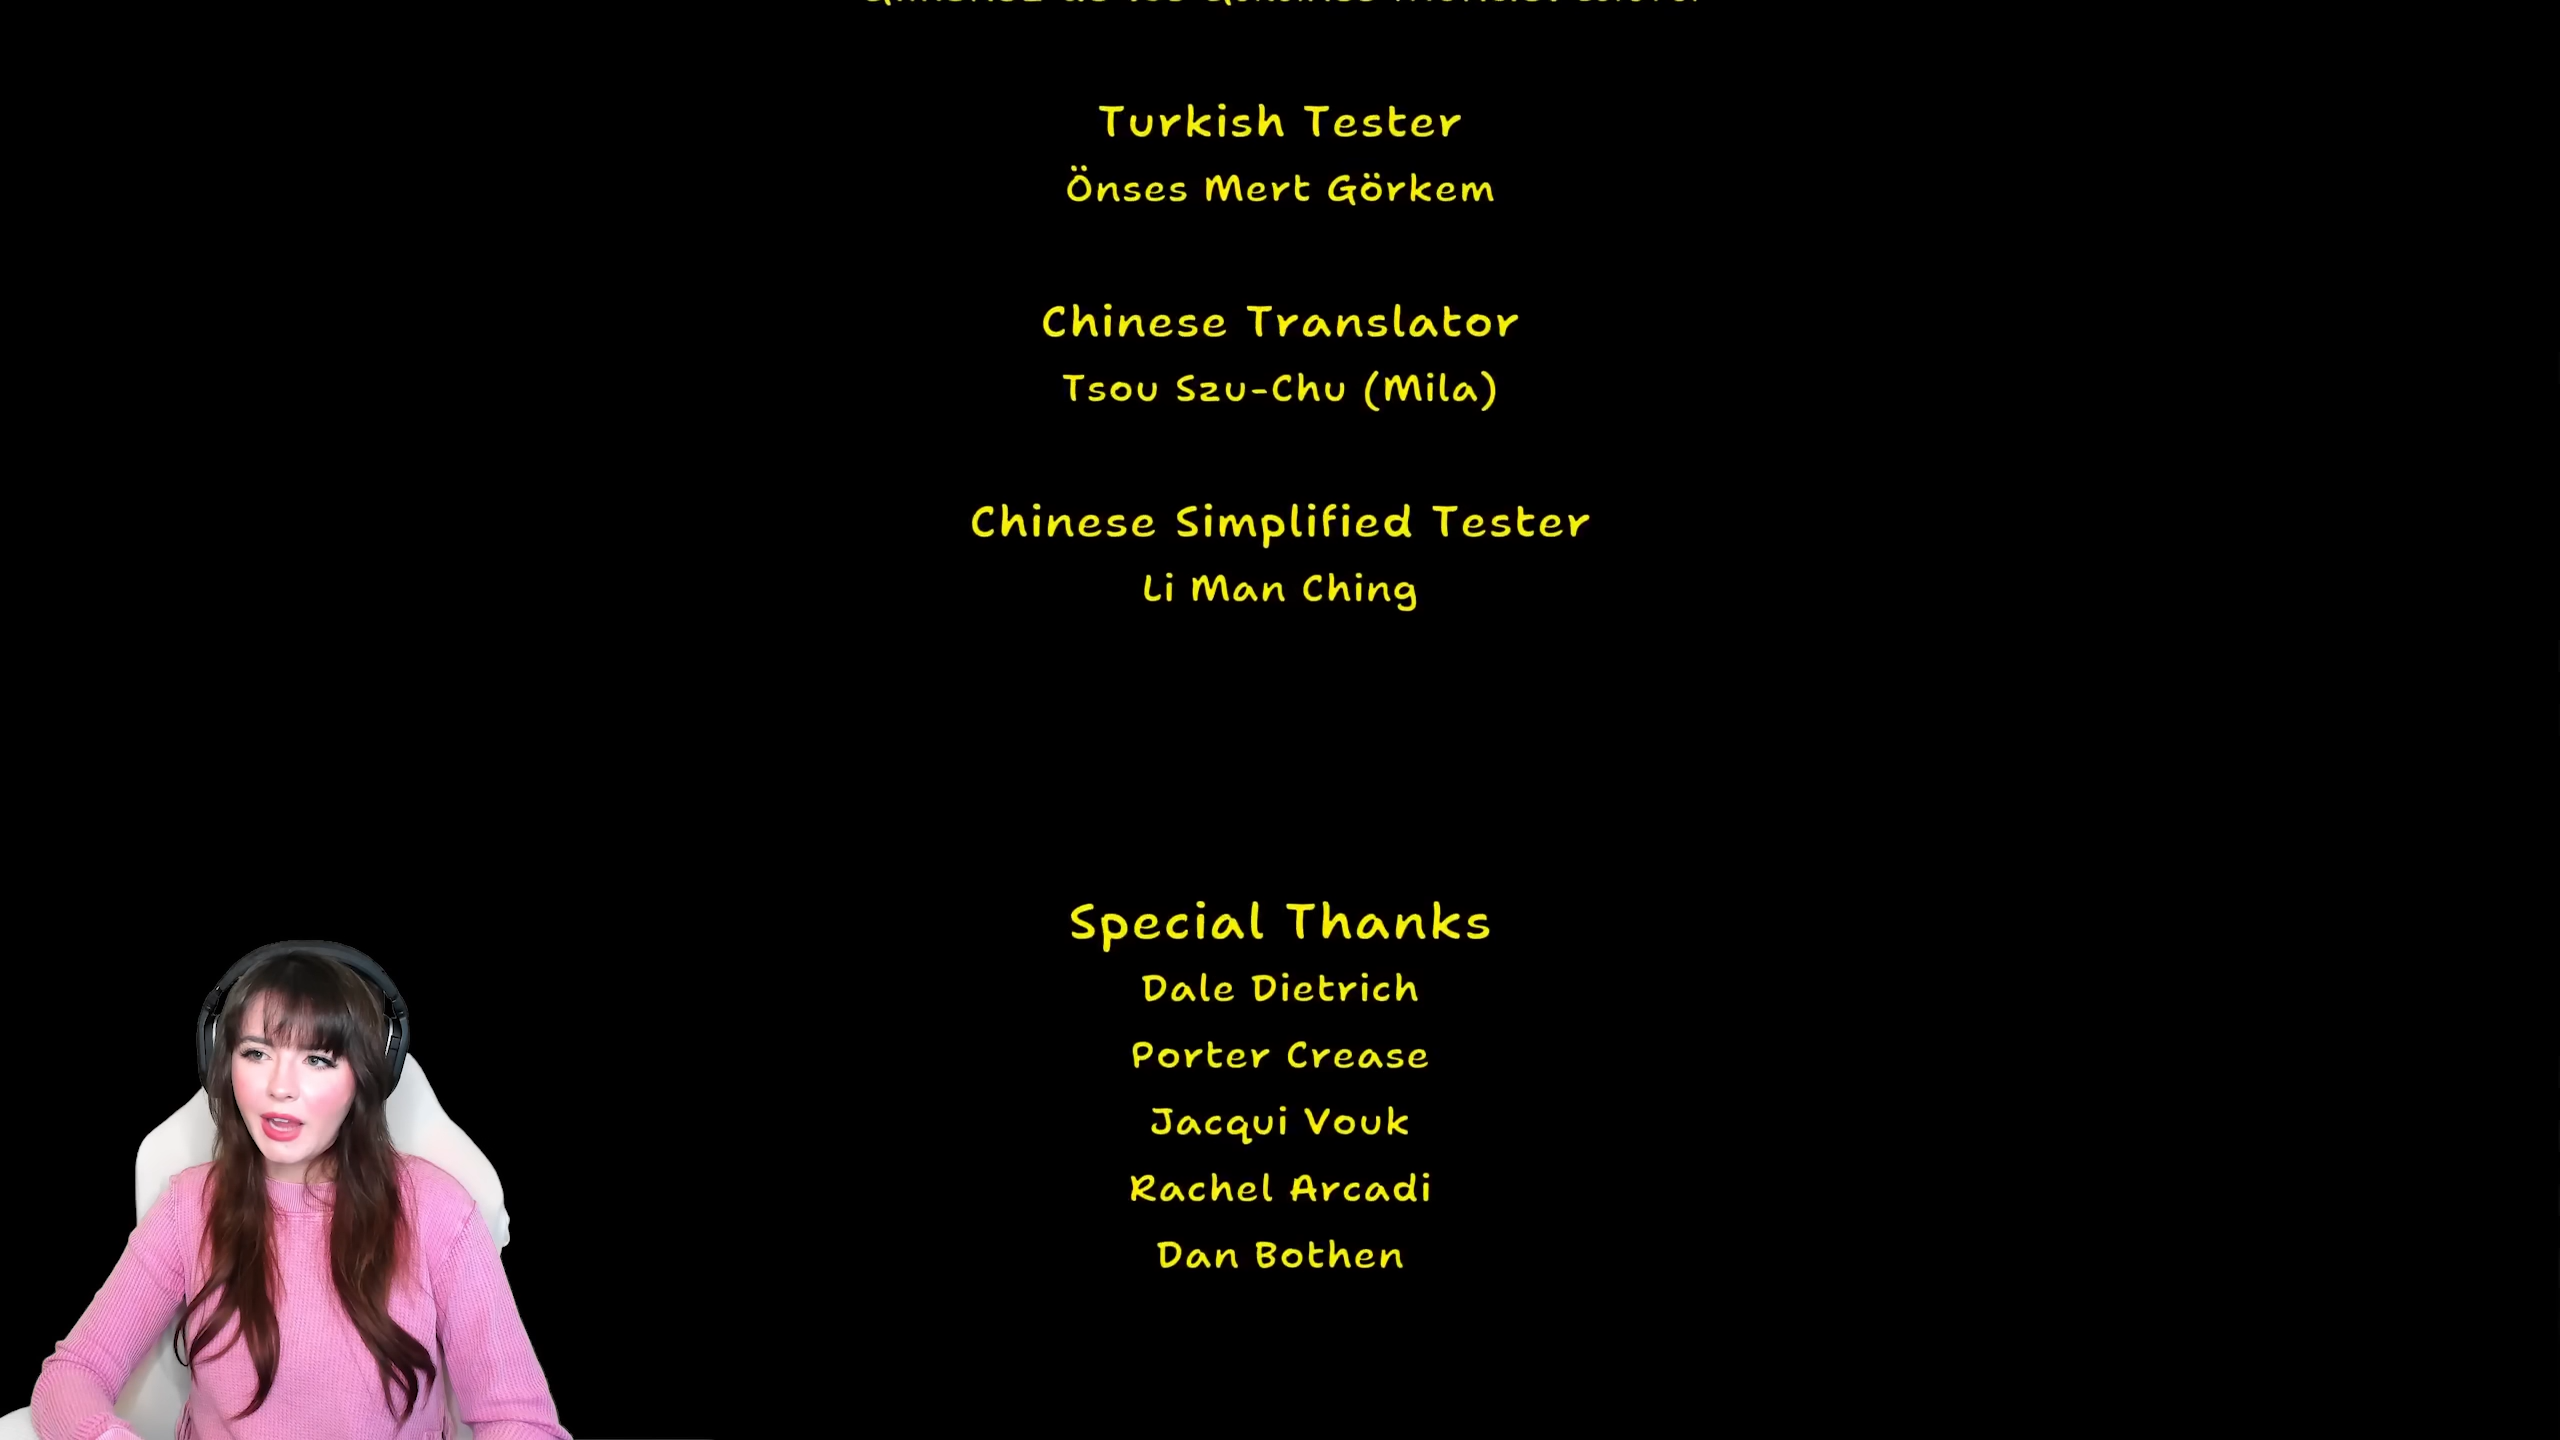 Turkish Tester
Önses Mert Görkem
Chinese Translator
Tsou Szu-Chu (Mila)
Chinese Simplified Tester
Li Man Ching
Special Thanks
Dale Dietrich
Porter Crease
Jacqui Vouk
Rachel Arcadi
Dan Bothen